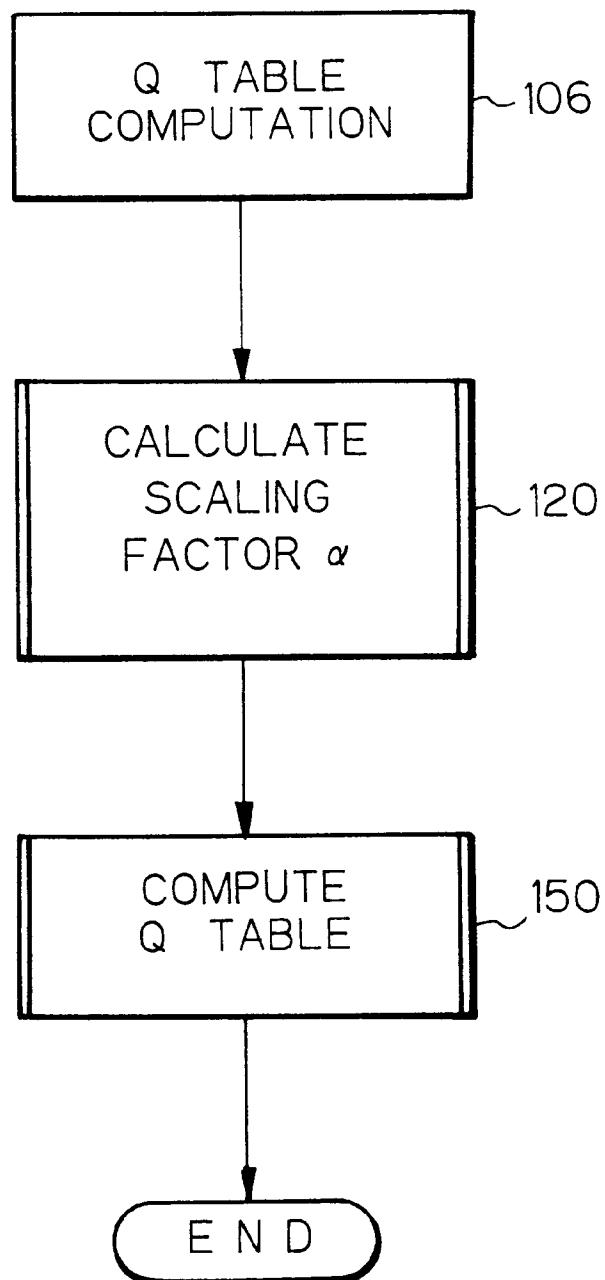 Q TABLE
COMPUTATION
106
CALCULATE
SCALING
FACTOR α
120
COMPUTE
Q TABLE
150
END